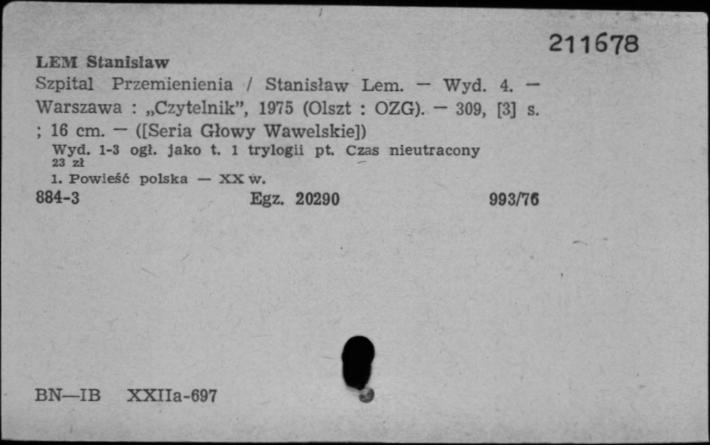 211678
LEM Stanisław
Szpital Przemienienia / Stanisław Lem. — Wyd. 4. —
Warszawa : „Czytelnik”, 1975 (Olszt : OZG). — 309, [3] s.
; 16 cm. — ([Seria Głowy Wawelskie])
Wyd. 1-3 ogł. jako t. 1 trylogii pt. Czas nieutracony
23 zł
1. Powieść polska — XX w.
884-3 Egz. 20290 993/76
BN—IB XXIIa-697